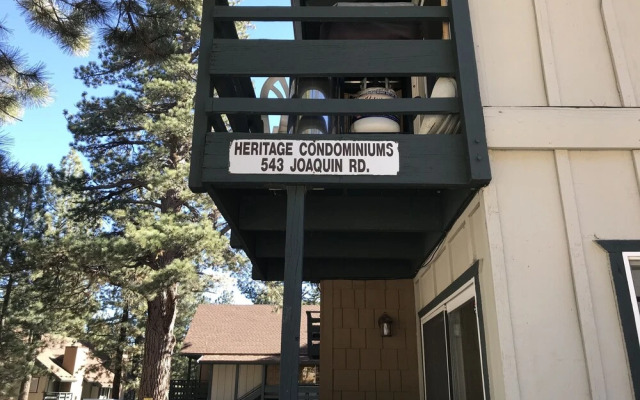 HERITAGE CONDOMINIUMS
543 JOAQUIN RD.